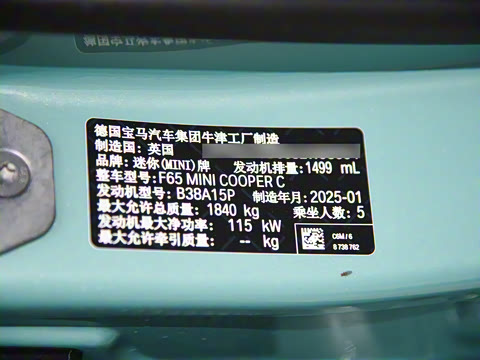 德国宝马汽车集团牛津工厂制造
制造国: 英国
品牌: 迷你(MINI)牌 发动机排量: 1499 mL
整车型号: F65 MINI COOPER C
发动机型号: B38A15P 制造年月: 2025-01
最大允许总质量: 1840 kg 乘坐人数: 5
发动机最大净功率: 115 kW
最大允许牵引质量: -- kg
C6M / 6
8 738 762